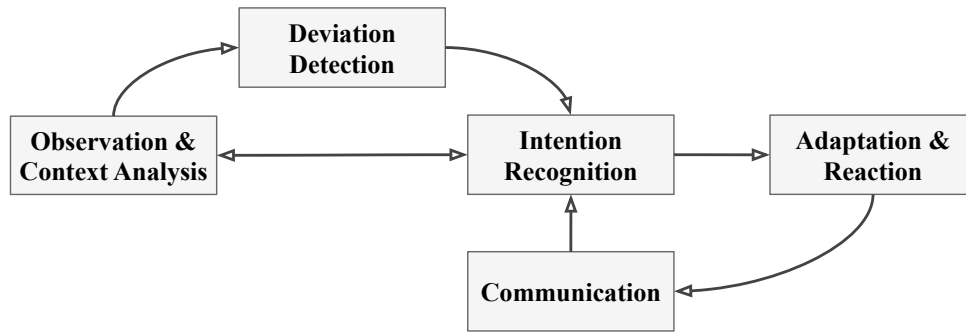 Deviation
Detection
Observation &
Context Analysis
Intention
Recognition
Adaptation &
Reaction
Communication